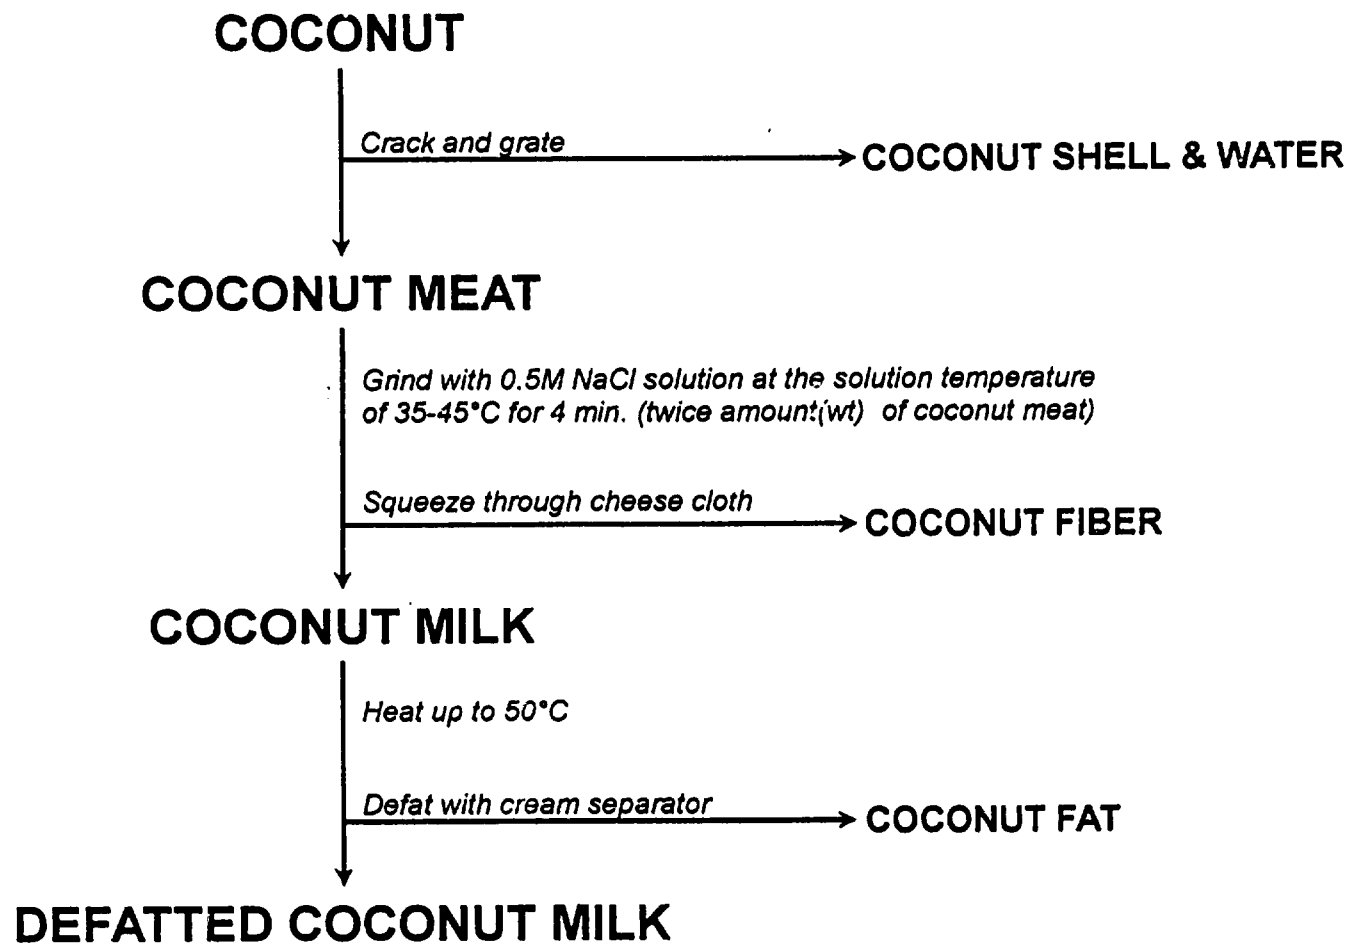 COCONUT
Crack and grate
COCONUT SHELL & WATER
COCONUT MEAT
Grind with 0.5M NaCl solution at the solution temperature
of 35-45°C for 4 min. (twice amount(wt) of coconut meat)
Squeeze through cheese cloth
COCONUT FIBER
COCONUT MILK
Heat up to 50°C
Defat with cream separator
COCONUT FAT
DEFATTED COCONUT MILK